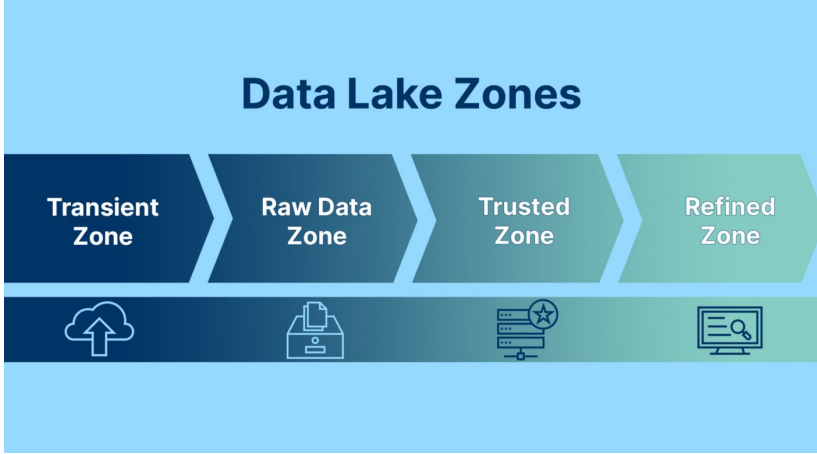 Data Lake Zones
Transient
Zone
Raw Data
Zone
Trusted
Zone
Refined
Zone